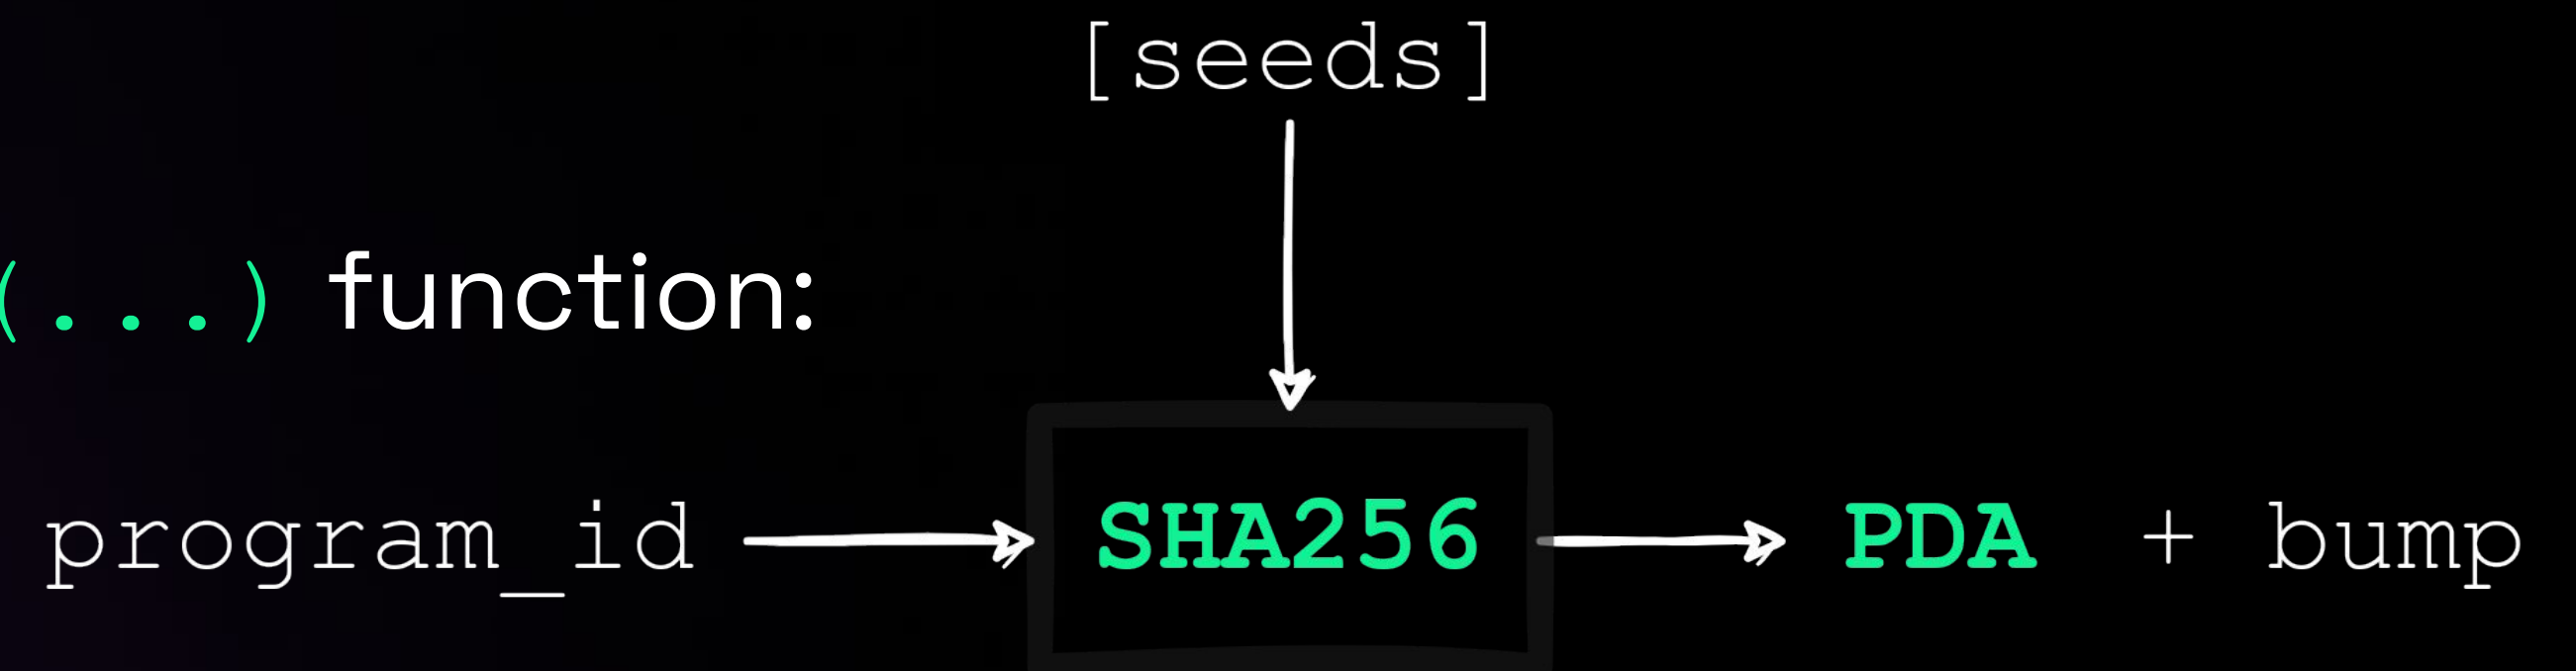 [seeds]
(...) function:
program_id SHA256 PDA + bump